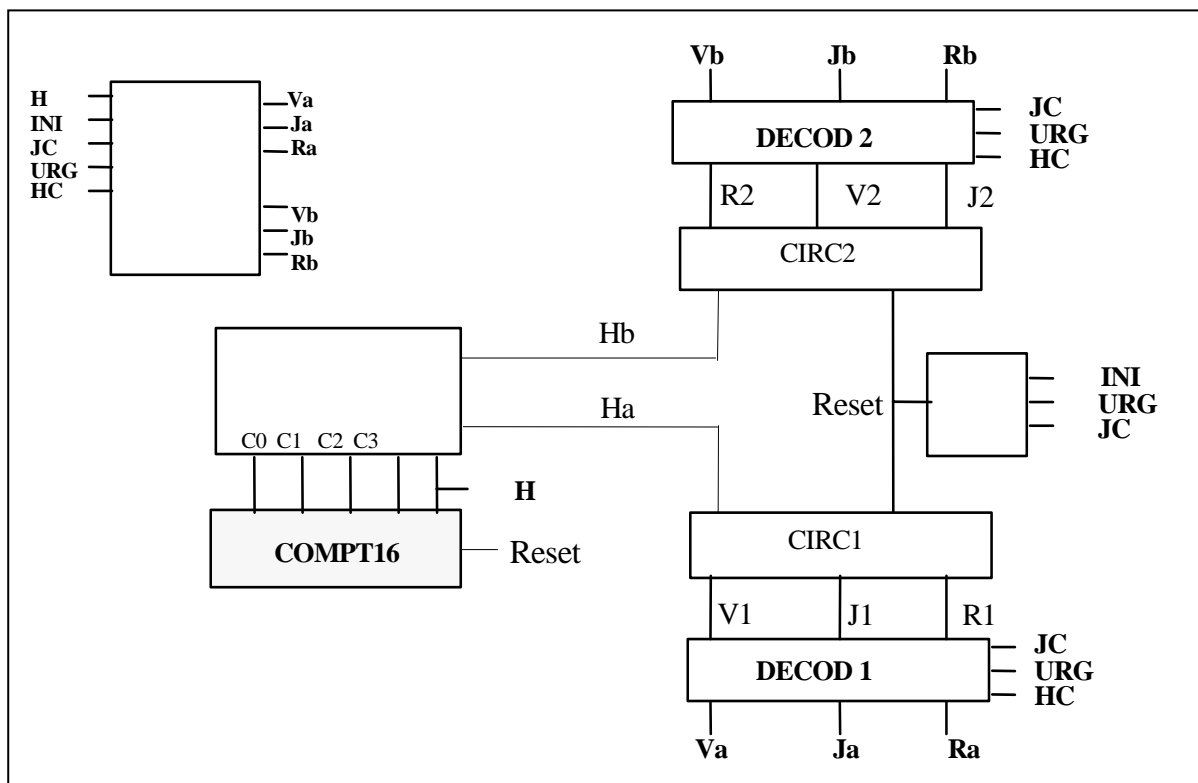 H
INI
JC
URG
HC
Va
Ja
Ra
Vb
Jb
Rb
Vb Jb Rb
DECOD 2
JC
URG
HC
R2 V2 J2
CIRC2
Hb
Ha
Reset
INI
URG
JC
C0 C1 C2 C3
H
COMPT16
Reset
CIRC1
V1 J1 R1
DECOD 1
JC
URG
HC
Va Ja Ra